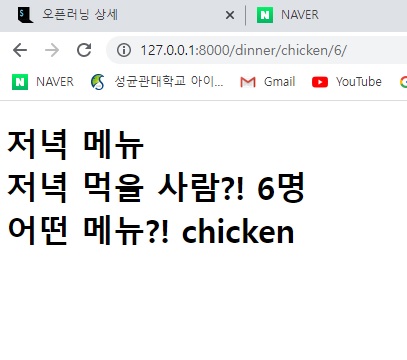 오픈러닝 상세
NAVER
127.0.0.1:8000/dinner/chicken/6/
NAVER
성균관대학교 아이...
Gmail
YouTube
저녁 메뉴
저녁 먹을 사람?! 6명
어떤 메뉴?! chicken